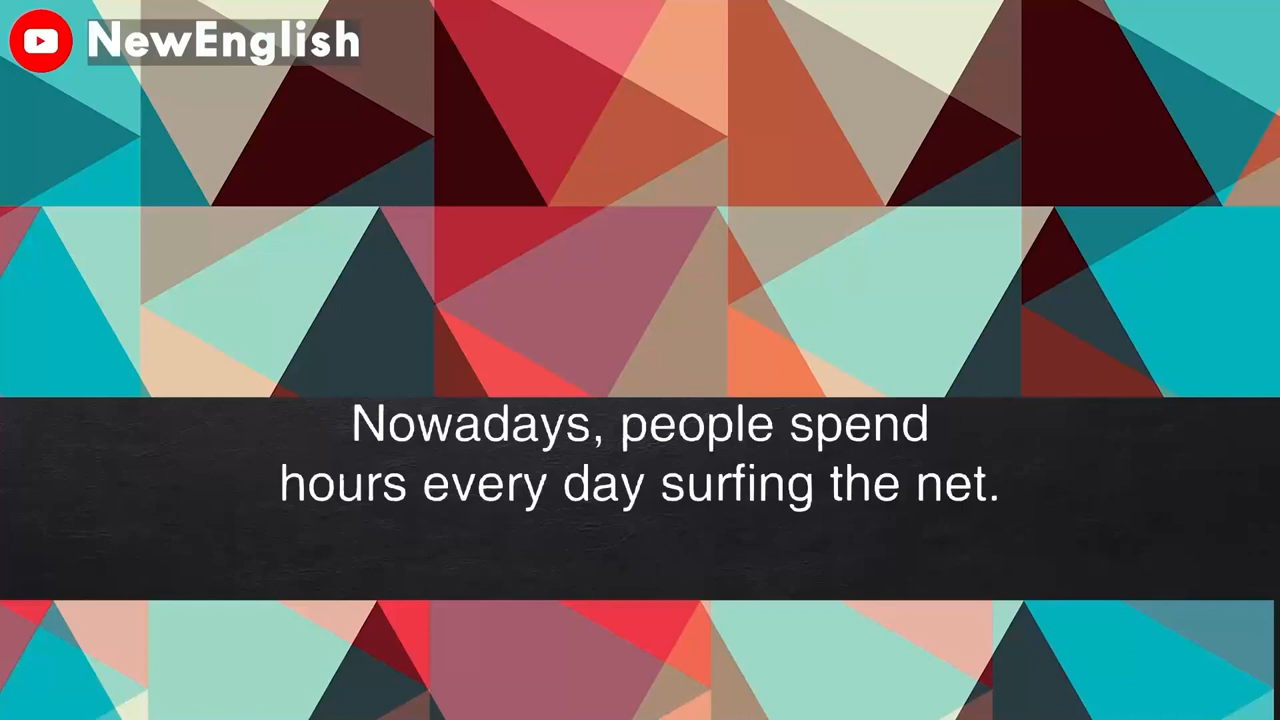 NewEnglish
Nowadays, people spend
hours every day surfing the net.